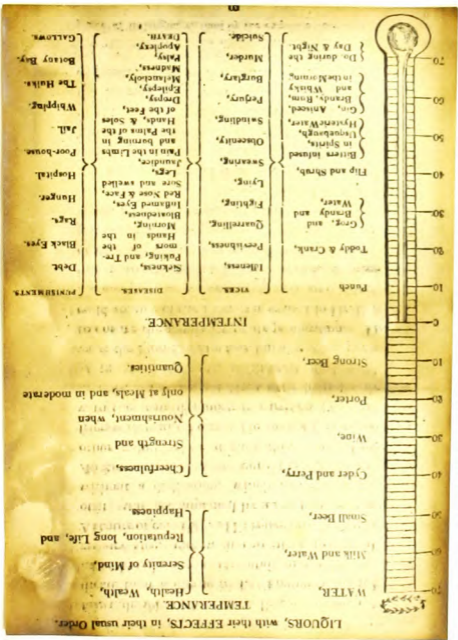 LIQUORS, with their EFFECTS, in their usual Order.
TEMPERANCE.
70
60
50
40
30
20
10
0
10
20
30
40
50
60
70
WATER,
Milk and Water,
Small Beer,
Cyder and Perry,
Wine,
Porter,
Strong Beer,
Health, Wealth,
Serenity of Mind,
Reputation, long Life, and
Happiness
Cheerfulness,
Strength and
Nourishment, when
only at Meals, and in moderate
Quantities.
INTEMPERANCE.
Punch
Toddy & Crank,
Grog, and
Brandy and
Water,
Flip and Shrub,
Bitters infused
in Spirits,
Usquebaugh,
Hysteric Water,
Gin, Aniseed,
Brandy, Rum,
and Whisky
in the Morning,
Do. during the
Day & Night.
VICES.
Idleness,
Peevishness,
Quarrelling,
Fighting,
Lying,
Swearing,
Obscenity,
Swindling,
Perjury,
Burglary,
Murder,
Suicide.
DISEASES.
Sickness,
Puking, and Tre-
mors of the
Hands in the
Morning,
Bloatedness,
Inflamed Eyes,
Red Nose & Face,
Sore and swelled
Legs,
Jaundice,
Pain in the Limbs
and burning in
the Palms of the
Hands, & Soles
of the Feet,
Dropsy,
Epilepsy,
Melancholy,
Madness,
Palsy,
Apoplexy,
DEATH.
PUNISHMENTS.
Debt.
Black Eyes.
Rags.
Hunger.
Hospital.
Poor-house.
Jail.
Whipping.
The Hulks.
Botany Bay.
GALLOWS.